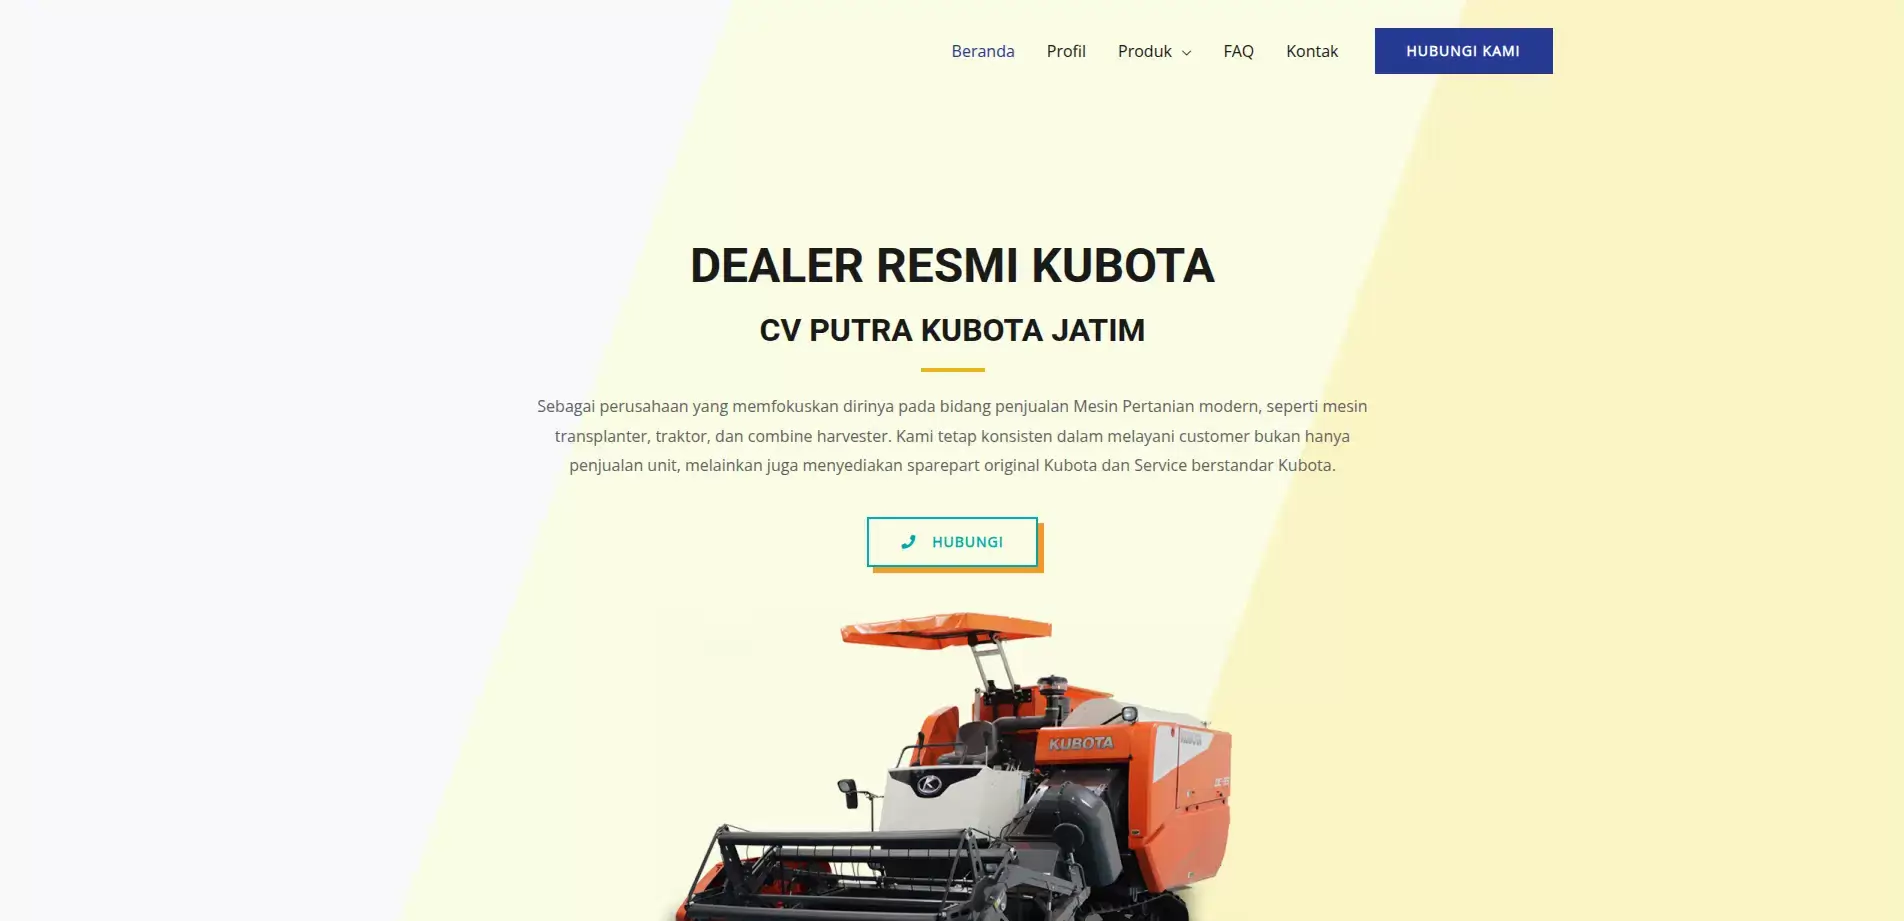 Beranda
Profil
Produk
FAQ
Kontak
HUBUNGI KAMI
DEALER RESMI KUBOTA
CV PUTRA KUBOTA JATIM
Sebagai perusahaan yang memfokuskan dirinya pada bidang penjualan Mesin Pertanian modern, seperti mesin
transplanter, traktor, dan combine harvester. Kami tetap konsisten dalam melayani customer bukan hanya
penjualan unit, melainkan juga menyediakan sparepart original Kubota dan Service berstandar Kubota.
HUBUNGI
KUBOTA